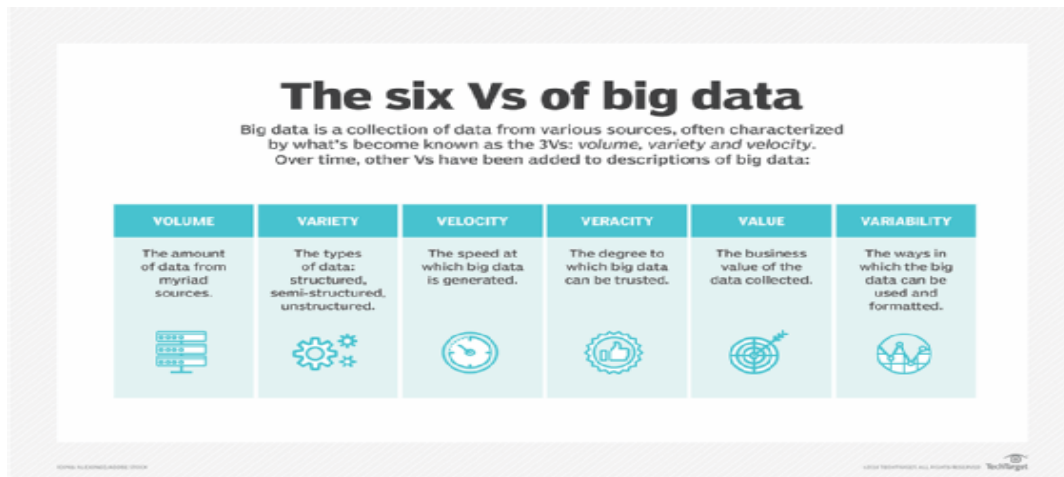 The six Vs of big data
Big data is a collection of data from various sources, often characterized
by what's become known as the 3Vs: volume, variety and velocity.
Over time, other Vs have been added to descriptions of big data:
VOLUME
The amount
of data from
myriad
sources.
VARIETY
The types
of data:
structured,
semi-structured,
unstructured.
VELOCITY
The speed at
which big data
is generated.
VERACITY
The degree to
which big data
can be trusted.
VALUE
The business
value of the
data collected.
VARIABILITY
The ways in
which the big
data can be
used and
formatted.
TECHTARGET. ALL RIGHTS RESERVED
TechTarget